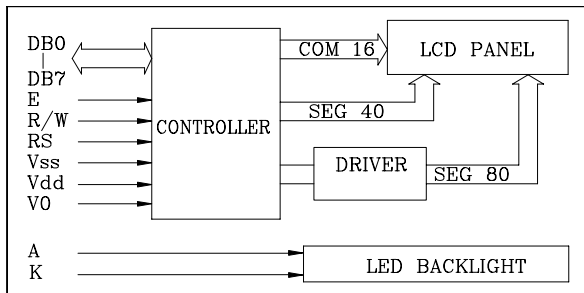 DB0
DB7
E
R/W
RS
Vss
Vdd
V0
A
K
CONTROLLER
COM 16
SEG 40
DRIVER
SEG 80
LCD PANEL
LED BACKLIGHT